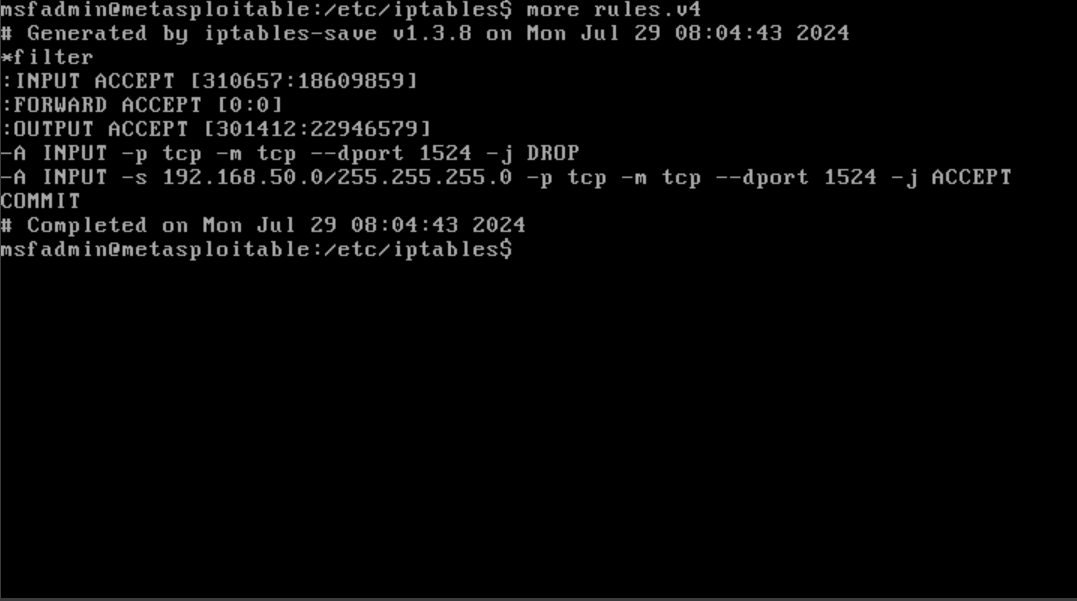 msfadmin@metasploitable:/etc/iptables$ more rules.v4
# Generated by iptables-save v1.3.8 on Mon Jul 29 08:04:43 2024
*filter
:INPUT ACCEPT [310657:18609859]
:FORWARD ACCEPT [0:0]
:OUTPUT ACCEPT [301412:22946579]
-A INPUT -p tcp -m tcp --dport 1524 -j DROP
-A INPUT -s 192.168.50.0/255.255.255.0 -p tcp -m tcp --dport 1524 -j ACCEPT
COMMIT
# Completed on Mon Jul 29 08:04:43 2024
msfadmin@metasploitable:/etc/iptables$